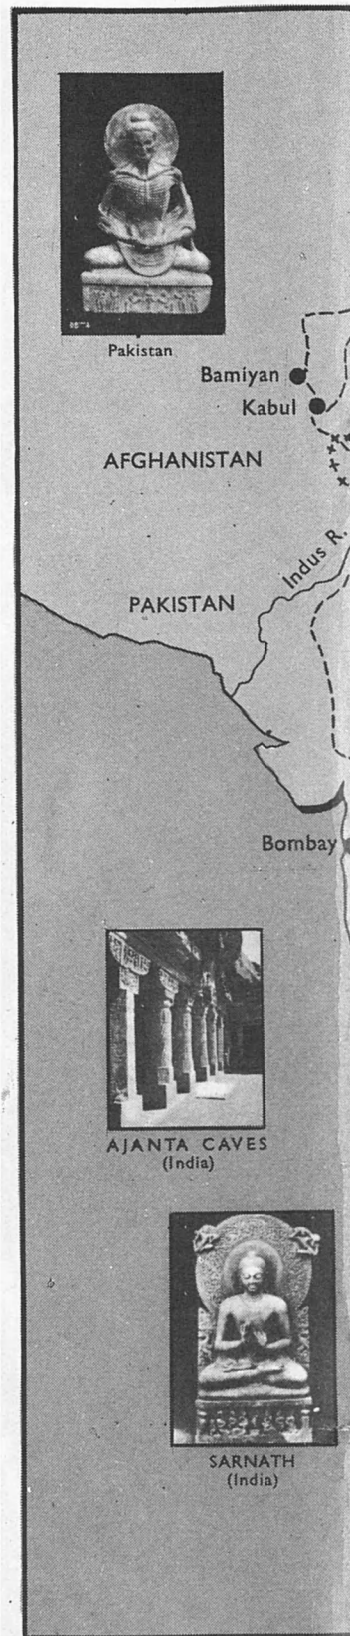 Pakistan
Bamiyan
Kabul
AFGHANISTAN
Indus R.
PAKISTAN
Bombay
AJANTA CAVES
(India)
SARNATH
(India)